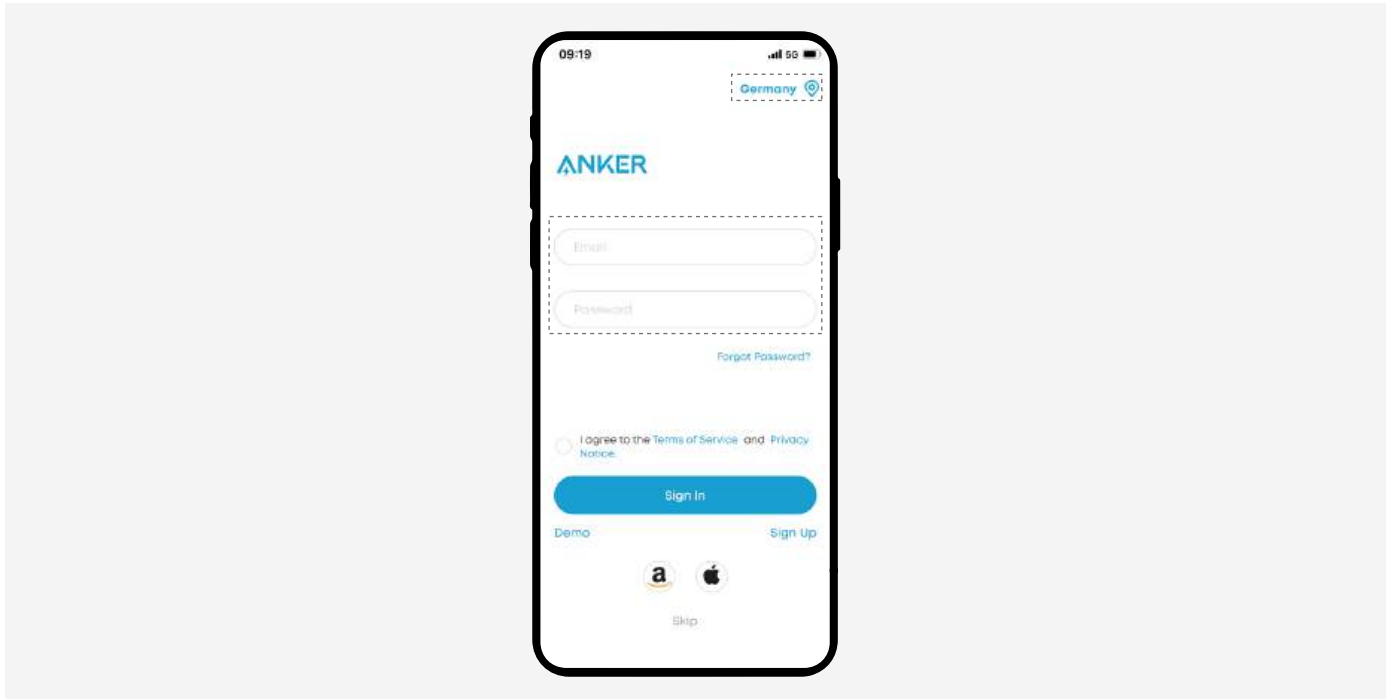 09:19
5G
Germany
ANKER
Email
Password
Forgot Password?
I agree to the Terms of Service and Privacy
Notice.
Sign In
Demo
Sign Up
a
Skip